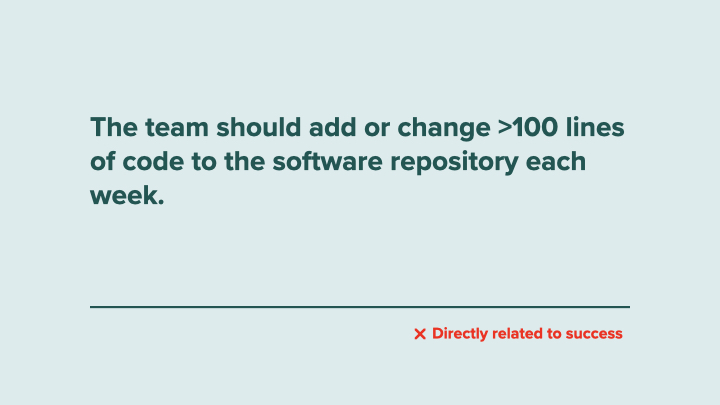 The team should add or change >100 lines
of code to the software repository each
week.
✕ Directly related to success